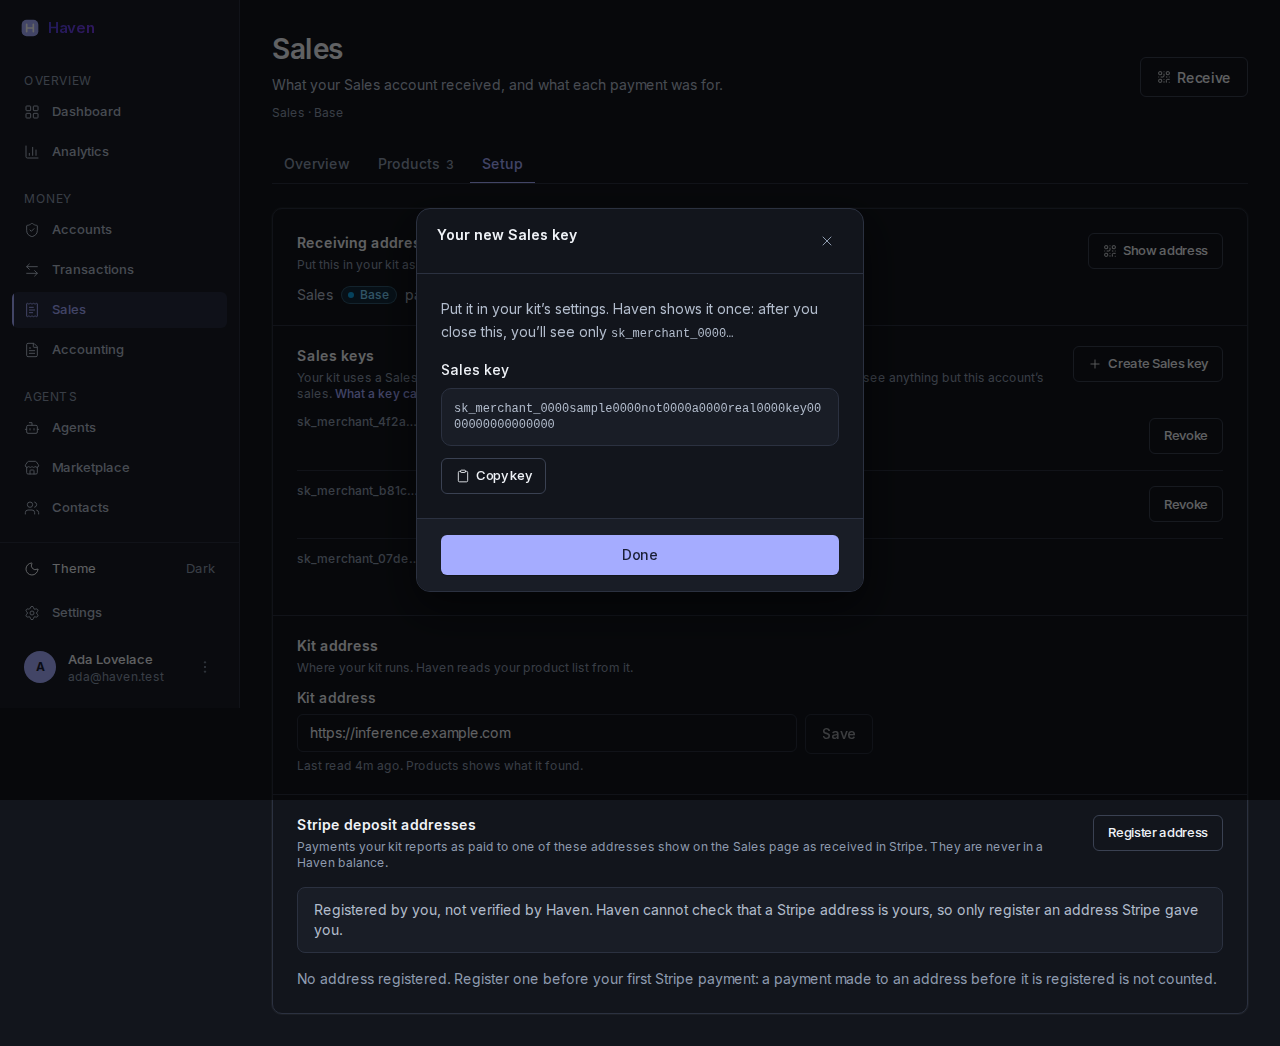 Haven
OVERVIEW
Dashboard
Analytics
MONEY
Accounts
Transactions
Sales
Accounting
AGENTS
Agents
Marketplace
Contacts
Theme Dark
Settings
A
Ada Lovelace
ada@haven.test
Sales
What your Sales account received, and what each payment was for.
Sales · Base
Receive
Overview Products 3 Setup
Receiving addres
Put this in your kit as
Show address
Sales Base pa
Sales keys
Your kit uses a Sales see anything but this account’s
sales. What a key ca
Create Sales key
sk_merchant_4f2a…
Revoke
sk_merchant_b81c…
Revoke
sk_merchant_07de…
Your new Sales key
Put it in your kit’s settings. Haven shows it once: after you
close this, you’ll see only sk_merchant_0000…
Sales key
sk_merchant_0000sample0000not0000a0000real0000key00
00000000000000
Copy key
Done
Kit address
Where your kit runs. Haven reads your product list from it.
Kit address
https://inference.example.com
Save
Last read 4m ago. Products shows what it found.
Stripe deposit addresses
Payments your kit reports as paid to one of these addresses show on the Sales page as received in Stripe. They are never in a
Haven balance.
Register address
Registered by you, not verified by Haven. Haven cannot check that a Stripe address is yours, so only register an address Stripe gave
you.
No address registered. Register one before your first Stripe payment: a payment made to an address before it is registered is not counted.